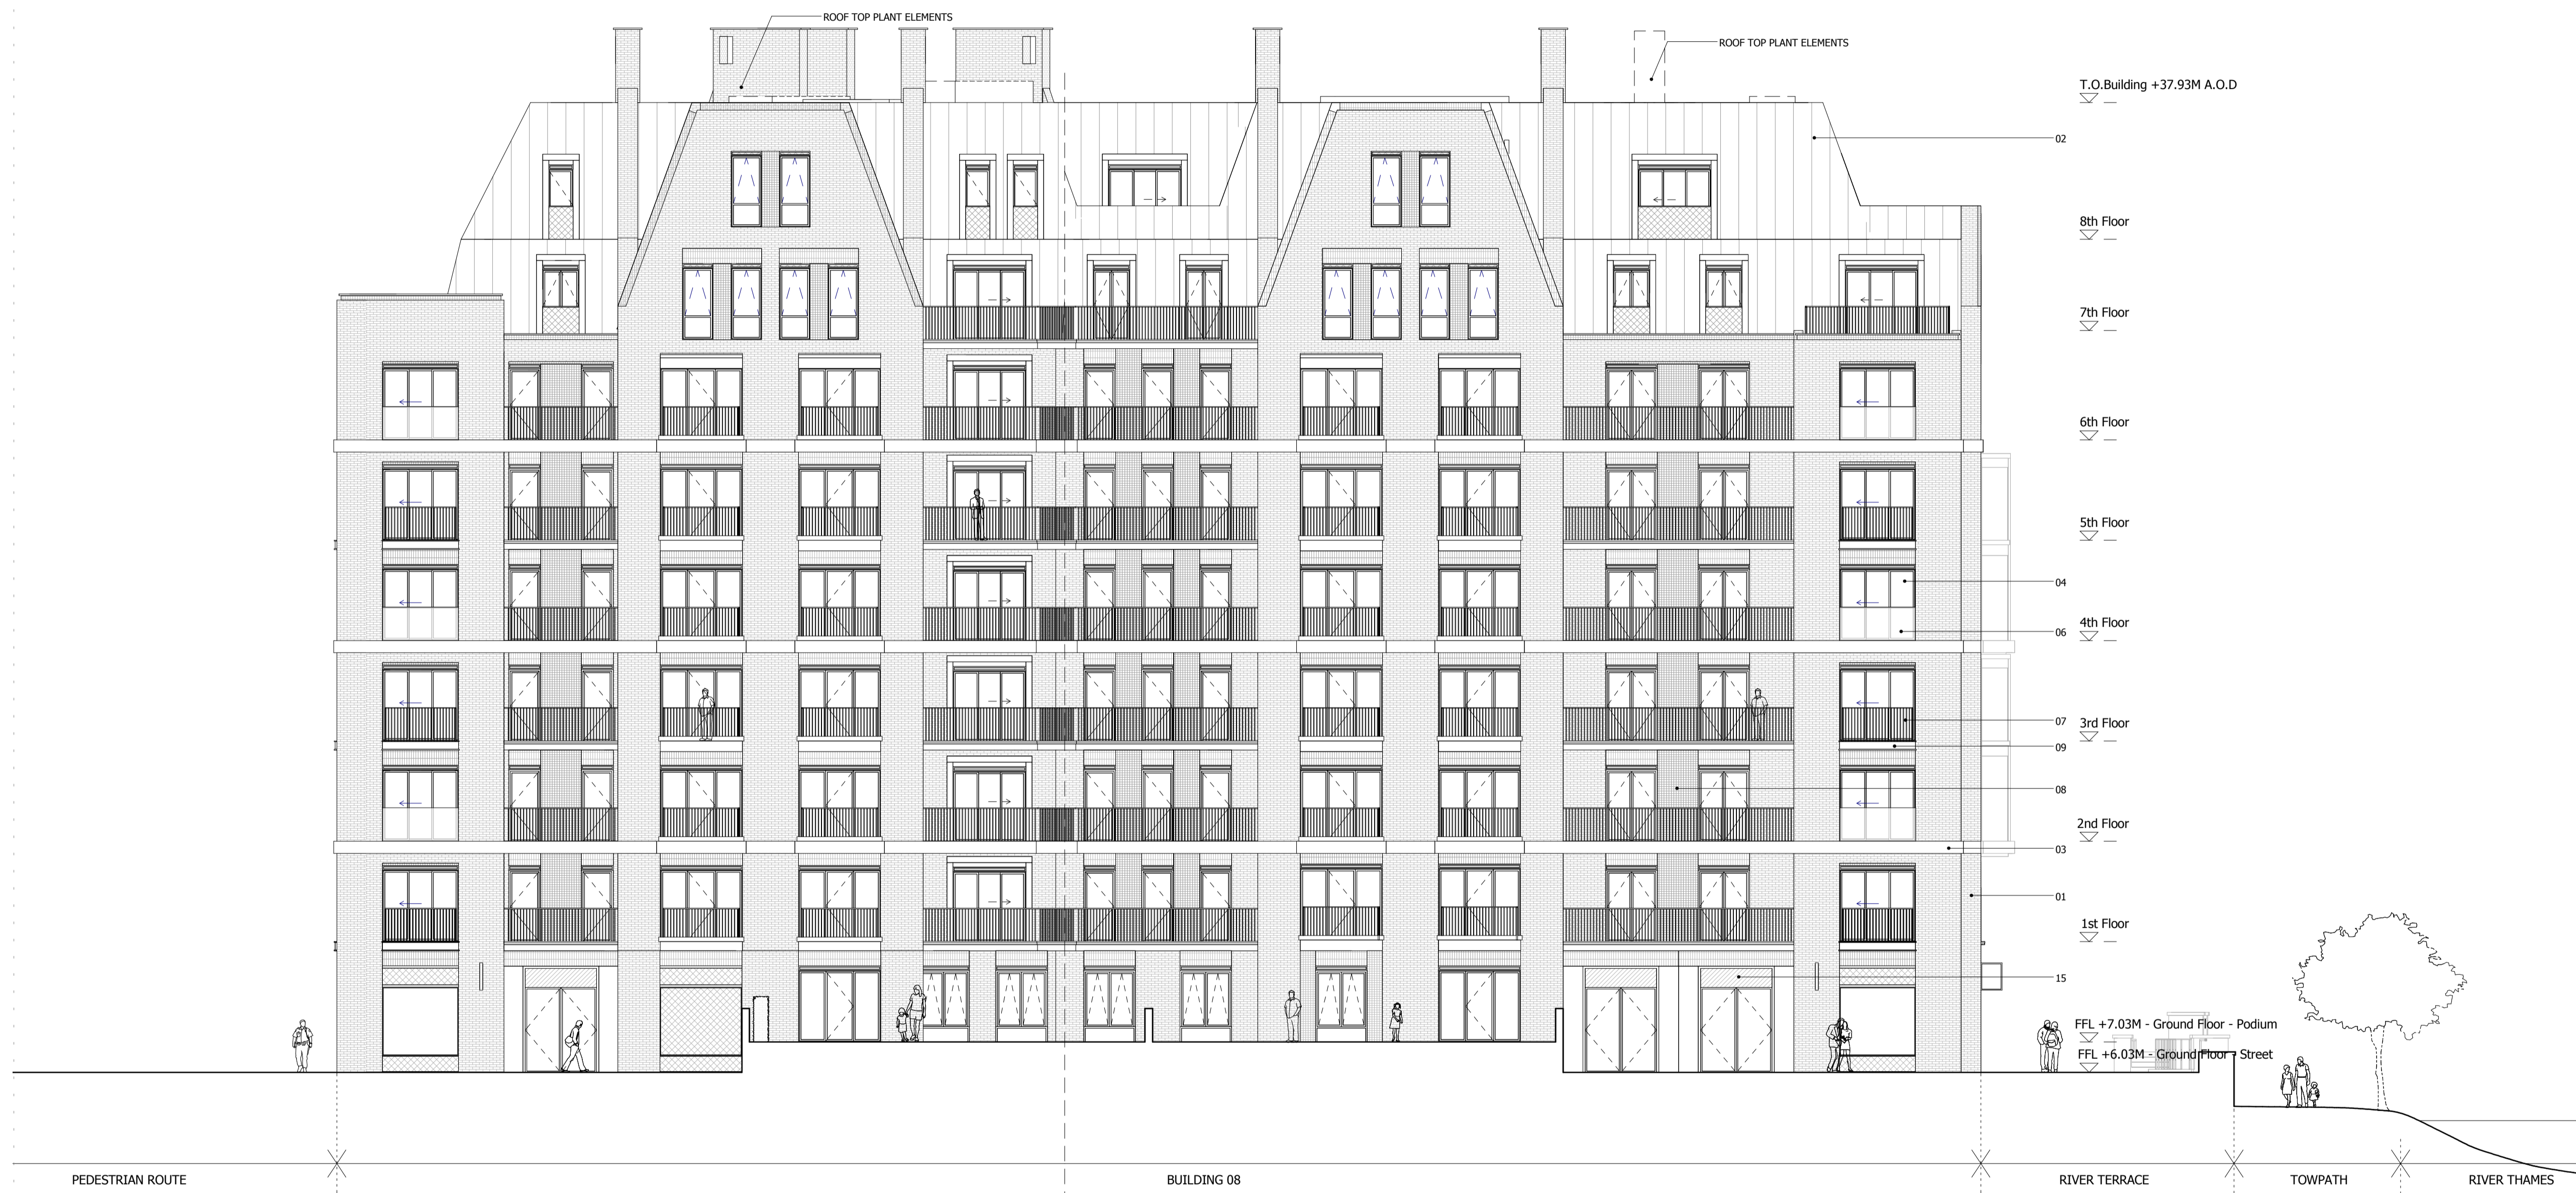 ROOF TOP PLANT ELEMENTS
ROOF TOP PLANT ELEMENTS
T.O.Building +37.93M A.O.D
02
8th Floor
7th Floor
6th Floor
5th Floor
04
4th Floor
06
07
3rd Floor
09
08
2nd Floor
03
01
1st Floor
15
FFL +7.03M - Ground Floor - Podium
FFL +6.03M - Ground Floor - Street
PEDESTRIAN ROUTE
BUILDING 08
RIVER TERRACE
TOWPATH
RIVER THAMES